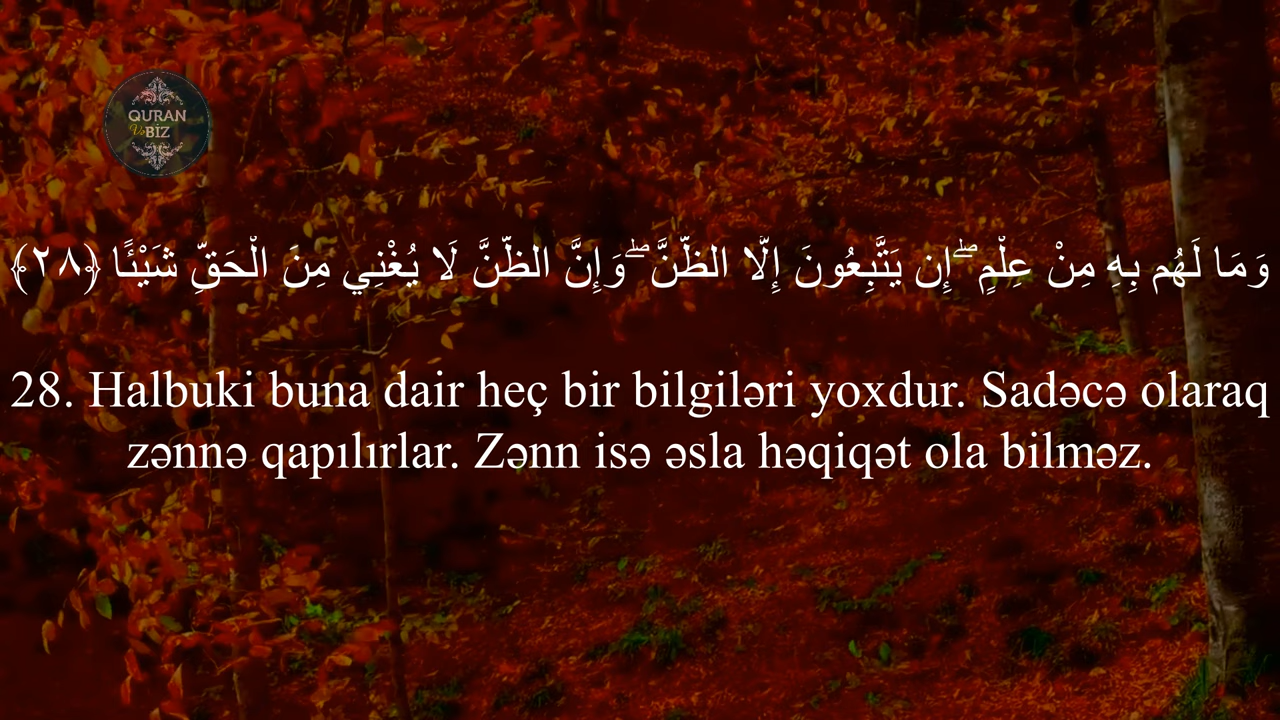 QURAN
Və
BİZ
وَمَا لَهُم بِهِ مِنْ عِلْمٍ ۖ إِن يَتَّبِعُونَ إِلَّا الظَّنَّ ۖ وَإِنَّ الظَّنَّ لَا يُغْنِي مِنَ الْحَقِّ شَيْئًا ﴿٢٨﴾
28. Halbuki buna dair heç bir bilgiləri yoxdur. Sadəcə olaraq
zənnə qapılırlar. Zənn isə əsla həqiqət ola bilməz.